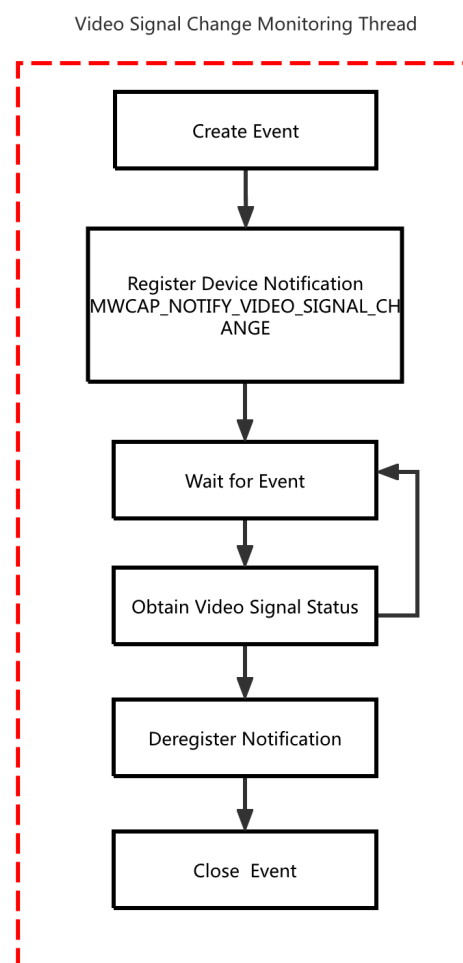 Video Signal Change Monitoring Thread
Create Event
Register Device Notification
MWCAP_NOTIFY_VIDEO_SIGNAL_CH
ANGE
Wait for Event
Obtain Video Signal Status
Deregister Notification
Close  Event